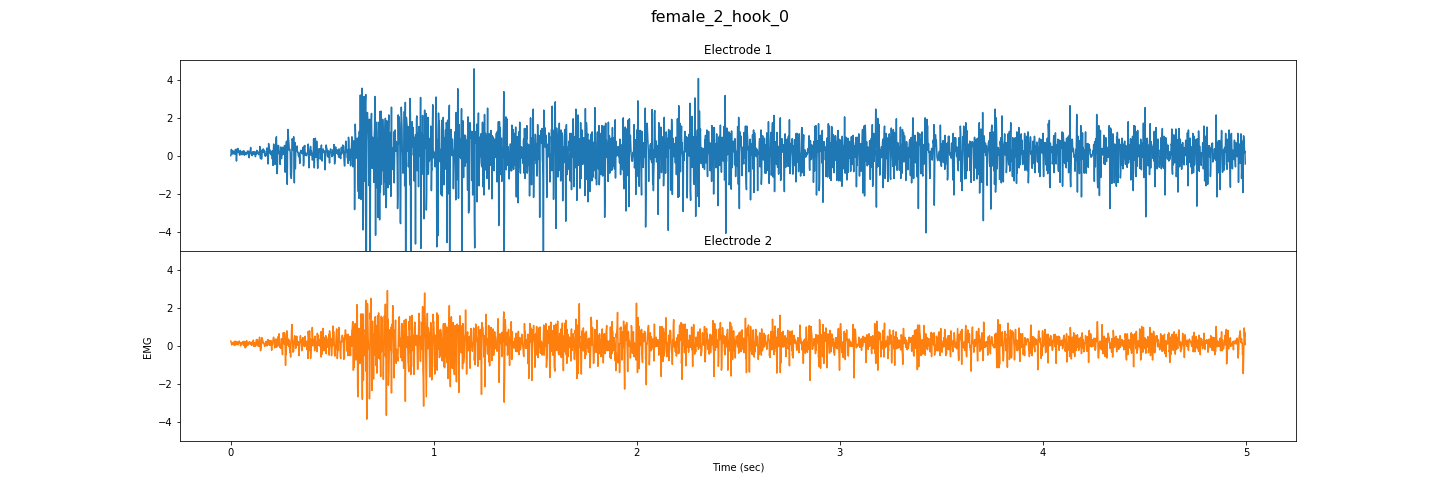 female_2_hook_0
Electrode 1
4
2
0
−2
−4
Electrode 2
4
2
0
−2
−4
EMG
0 1 2 3 4 5
Time (sec)